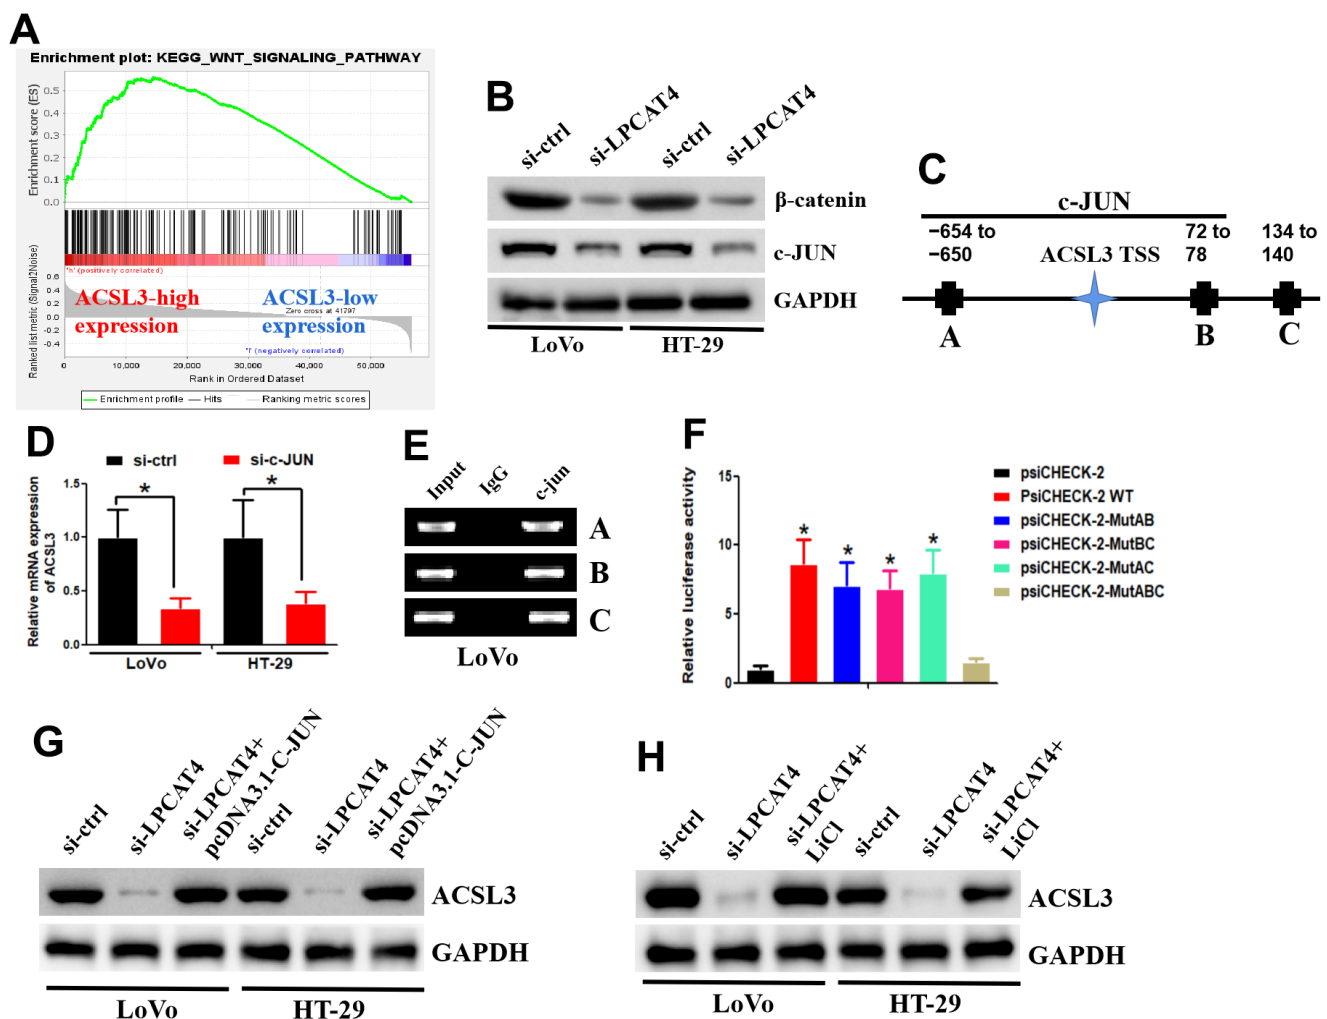 A
Enrichment plot: KEGG_WNT_SIGNALING_PATHWAY
Enrichment score (ES)
0.5
0.4
0.3
0.2
0.1
0.0
'h' (positively correlated)
Ranked list metric (Signal2Noise)
0.6
0.4
0.2
0.0
-0.2
-0.4
ACSL3-high
expression
ACSL3-low
expression
Zero cross at 41797
'l' (negatively correlated)
0 10,000 20,000 30,000 40,000 50,000
Rank in Ordered Dataset
Enrichment profile Hits Ranking metric scores
B
si-ctrl si-LPCAT4 si-ctrl si-LPCAT4
β-catenin
c-JUN
GAPDH
LoVo HT-29
C
c-JUN
−654 to
−650
ACSL3 TSS
72 to
78
134 to
140
A B C
D
si-ctrl si-c-JUN
Relative mRNA expression
of ACSL3
1.5
1.0
0.5
0.0
* *
LoVo HT-29
E
Input IgG c-jun
A
B
C
LoVo
F
Relative luciferase activity
15
10
5
0
* * * *
psiCHECK-2
PsiCHECK-2 WT
psiCHECK-2-MutAB
psiCHECK-2-MutBC
psiCHECK-2-MutAC
psiCHECK-2-MutABC
G
si-ctrl
si-LPCAT4
si-LPCAT4+
pcDNA3.1-C-JUN
si-ctrl
si-LPCAT4
si-LPCAT4+
pcDNA3.1-C-JUN
ACSL3
GAPDH
LoVo HT-29
H
si-ctrl
si-LPCAT4
si-LPCAT4+
LiCl
si-ctrl
si-LPCAT4
si-LPCAT4+
LiCl
ACSL3
GAPDH
LoVo HT-29